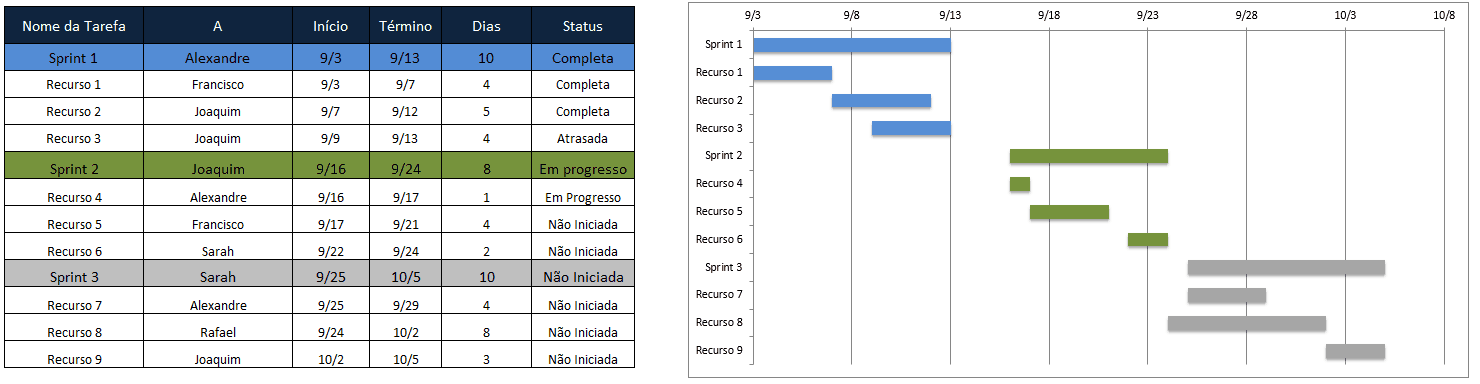 Nome da Tarefa A Início Término Dias Status
Sprint 1 Alexandre 9/3 9/13 10 Completa
Recurso 1 Francisco 9/3 9/7 4 Completa
Recurso 2 Joaquim 9/7 9/12 5 Completa
Recurso 3 Joaquim 9/9 9/13 4 Atrasada
Sprint 2 Joaquim 9/16 9/24 8 Em progresso
Recurso 4 Alexandre 9/16 9/17 1 Em Progresso
Recurso 5 Francisco 9/17 9/21 4 Não Iniciada
Recurso 6 Sarah 9/22 9/24 2 Não Iniciada
Sprint 3 Sarah 9/25 10/5 10 Não Iniciada
Recurso 7 Alexandre 9/25 9/29 4 Não Iniciada
Recurso 8 Rafael 9/24 10/2 8 Não Iniciada
Recurso 9 Joaquim 10/2 10/5 3 Não Iniciada
9/3 9/8 9/13 9/18 9/23 9/28 10/3 10/8
Sprint 1
Recurso 1
Recurso 2
Recurso 3
Sprint 2
Recurso 4
Recurso 5
Recurso 6
Sprint 3
Recurso 7
Recurso 8
Recurso 9